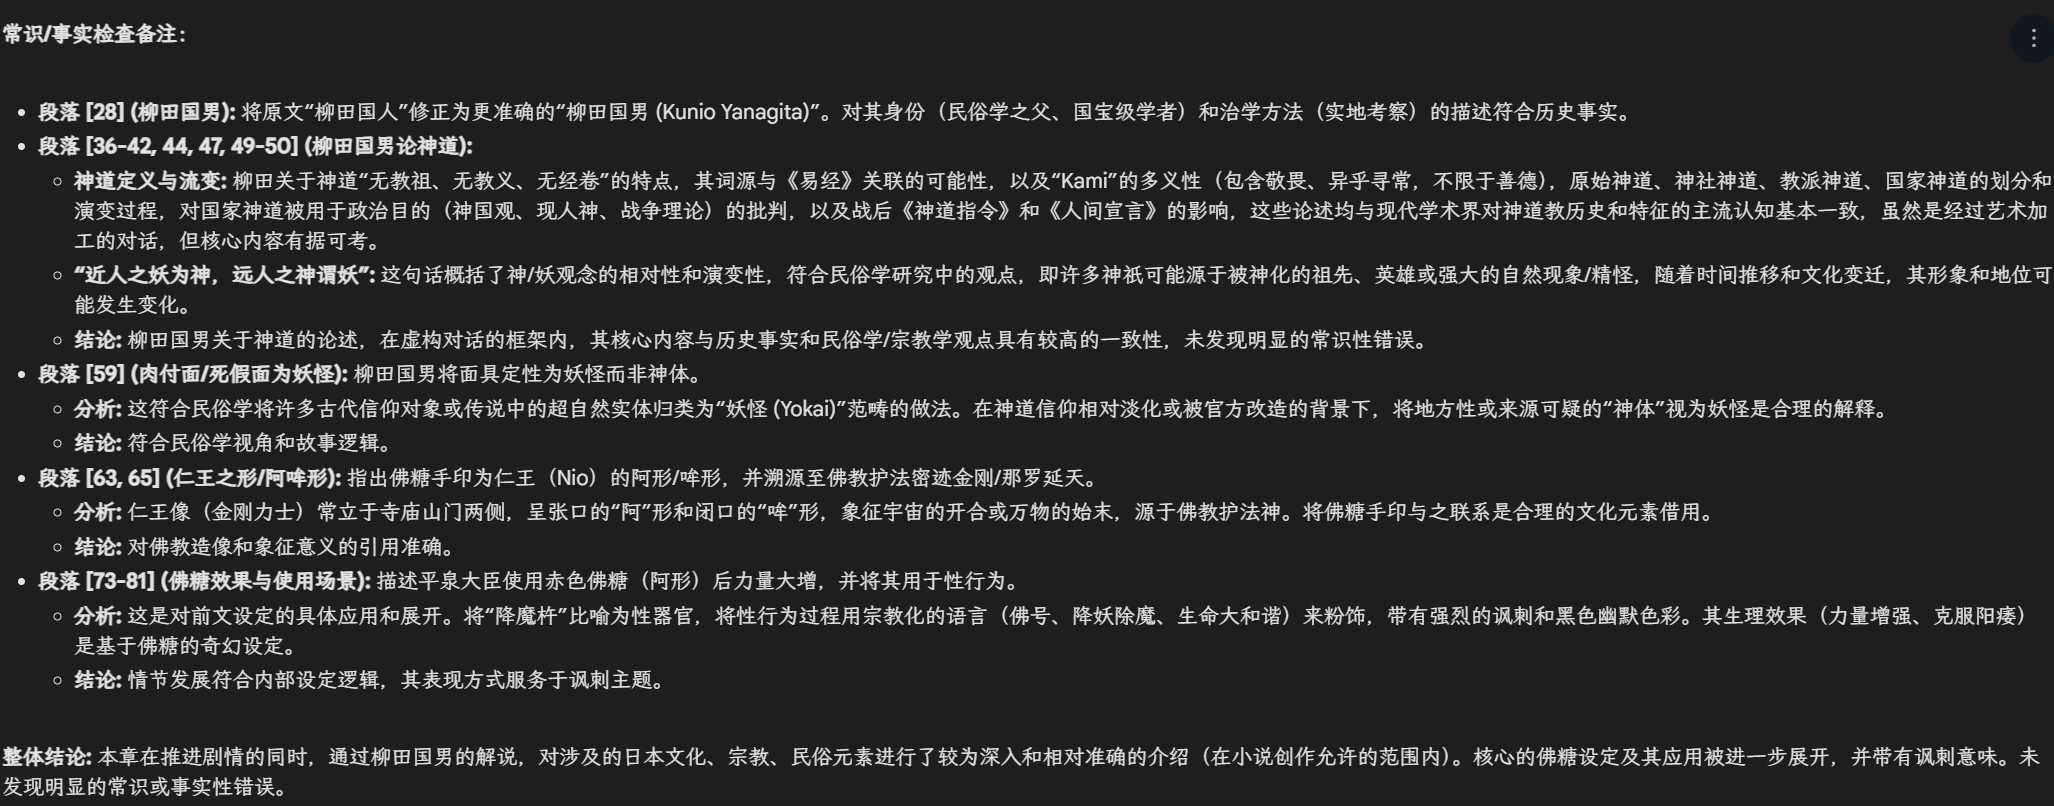 常识/事实检查备注：
• 段落 [28] (柳田国男): 将原文“柳田国人”修正为更准确的“柳田国男 (Kunio Yanagita)”。对其身份（民俗学之父、国宝级学者）和治学方法（实地考察）的描述符合历史事实。
• 段落 [36-42, 44, 47, 49-50] (柳田国男论神道):
◦ 神道定义与流变: 柳田关于神道“无教祖、无教义、无经卷”的特点，其词源与《易经》关联的可能性，以及“Kami”的多义性（包含敬畏、异乎寻常，不限于善德），原始神道、神社神道、教派神道、国家神道的划分和
演变过程，对国家神道被用于政治目的（神国观、现人神、战争理论）的批判，以及战后《神道指令》和《人间宣言》的影响，这些论述均与现代学术界对神道教历史和特征的主流认知基本一致，虽然是经过艺术加
工的对话，但核心内容有据可考。
◦ “近人之妖为神，远人之神谓妖”: 这句话概括了神/妖观念的相对性和演变性，符合民俗学研究中的观点，即许多神祇可能源于被神化的祖先、英雄或强大的自然现象/精怪，随着时间推移和文化变迁，其形象和地位可
能发生变化。
◦ 结论: 柳田国男关于神道的论述，在虚构对话的框架内，其核心内容与历史事实和民俗学/宗教学观点具有较高的一致性，未发现明显的常识性错误。
• 段落 [59] (肉付面/死假面为妖怪): 柳田国男将面具定性为妖怪而非神体。
◦ 分析: 这符合民俗学将许多古代信仰对象或传说中的超自然实体归类为“妖怪 (Yokai)”范畴的做法。在神道信仰相对淡化或被官方改造的背景下，将地方性或来源可疑的“神体”视为妖怪是合理的解释。
◦ 结论: 符合民俗学视角和故事逻辑。
• 段落 [63, 65] (仁王之形/阿哞形): 指出佛糖手印为仁王（Nio）的阿形/哞形，并溯源至佛教护法密迹金刚/那罗延天。
◦ 分析: 仁王像（金刚力士）常立于寺庙山门两侧，呈张口的“阿”形和闭口的“哞”形，象征宇宙的开合或万物的始末，源于佛教护法神。将佛糖手印与之联系是合理的文化元素借用。
◦ 结论: 对佛教造像和象征意义的引用准确。
• 段落 [73-81] (佛糖效果与使用场景): 描述平泉大臣使用赤色佛糖（阿形）后力量大增，并将其用于性行为。
◦ 分析: 这是对前文设定的具体应用和展开。将“降魔杵”比喻为性器官，将性行为过程用宗教化的语言（佛号、降妖除魔、生命大和谐）来粉饰，带有强烈的讽刺和黑色幽默色彩。其生理效果（力量增强、克服阳痿）
是基于佛糖的奇幻设定。
◦ 结论: 情节发展符合内部设定逻辑，其表现方式服务于讽刺主题。
整体结论: 本章在推进剧情的同时，通过柳田国男的解说，对涉及的日本文化、宗教、民俗元素进行了较为深入和相对准确的介绍（在小说创作允许的范围内）。核心的佛糖设定及其应用被进一步展开，并带有讽刺意味。未
发现明显的常识或事实性错误。